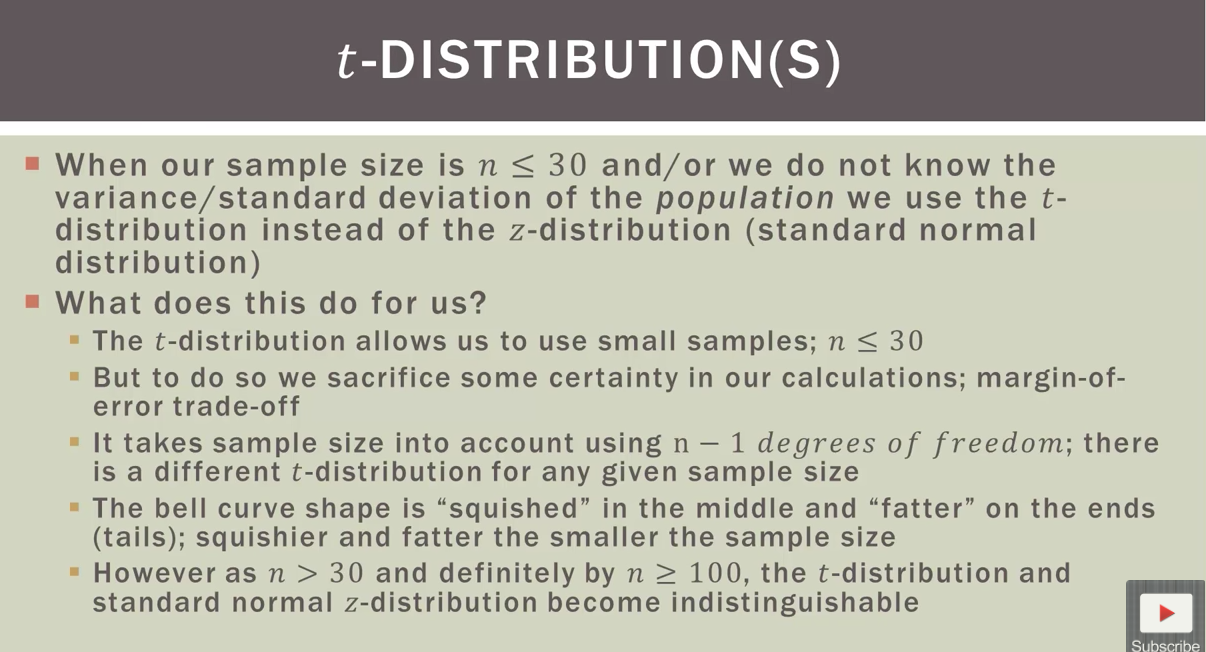 t-DISTRIBUTION(S)
When our sample size is n ≤ 30 and/or we do not know the
variance/standard deviation of the population we use the t-
distribution instead of the z-distribution (standard normal
distribution)
What does this do for us?
The t-distribution allows us to use small samples; n ≤ 30
But to do so we sacrifice some certainty in our calculations; margin-of-
error trade-off
It takes sample size into account using n − 1 degrees of freedom; there
is a different t-distribution for any given sample size
The bell curve shape is “squished” in the middle and “fatter” on the ends
(tails); squishier and fatter the smaller the sample size
However as n > 30 and definitely by n ≥ 100, the t-distribution and
standard normal z-distribution become indistinguishable
Subscribe